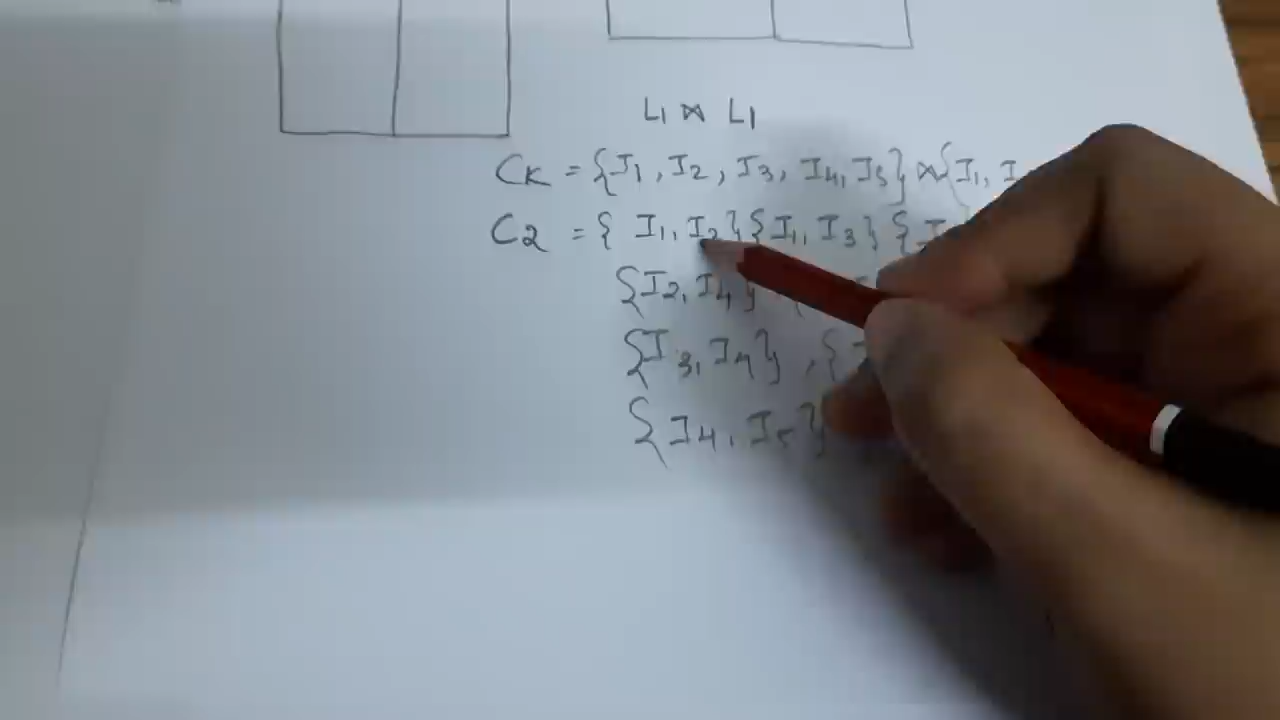 L1 ⋈ L1
CK = {I1, I2, I3, I4, I5} ⋈ {I1, I
C2 = { I1, I2} {I1, I3} {I
{I2, I4}
{I3, I4} , {I
{I4, I5}